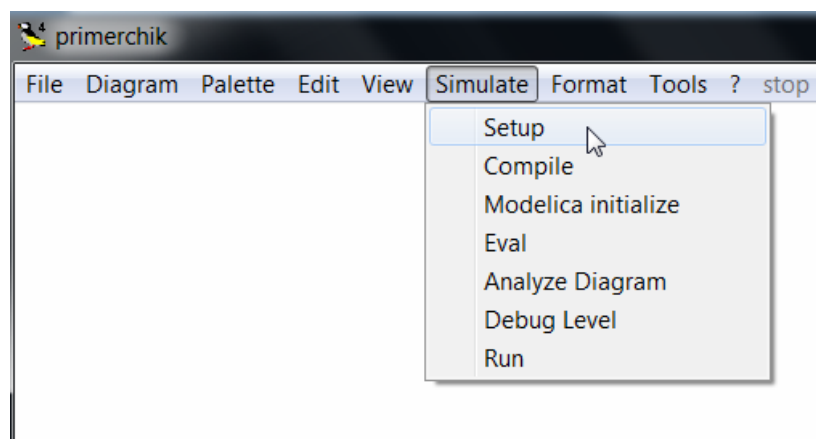 primerchik
File Diagram Palette Edit View Simulate Format Tools ? stop
Setup
Compile
Modelica initialize
Eval
Analyze Diagram
Debug Level
Run